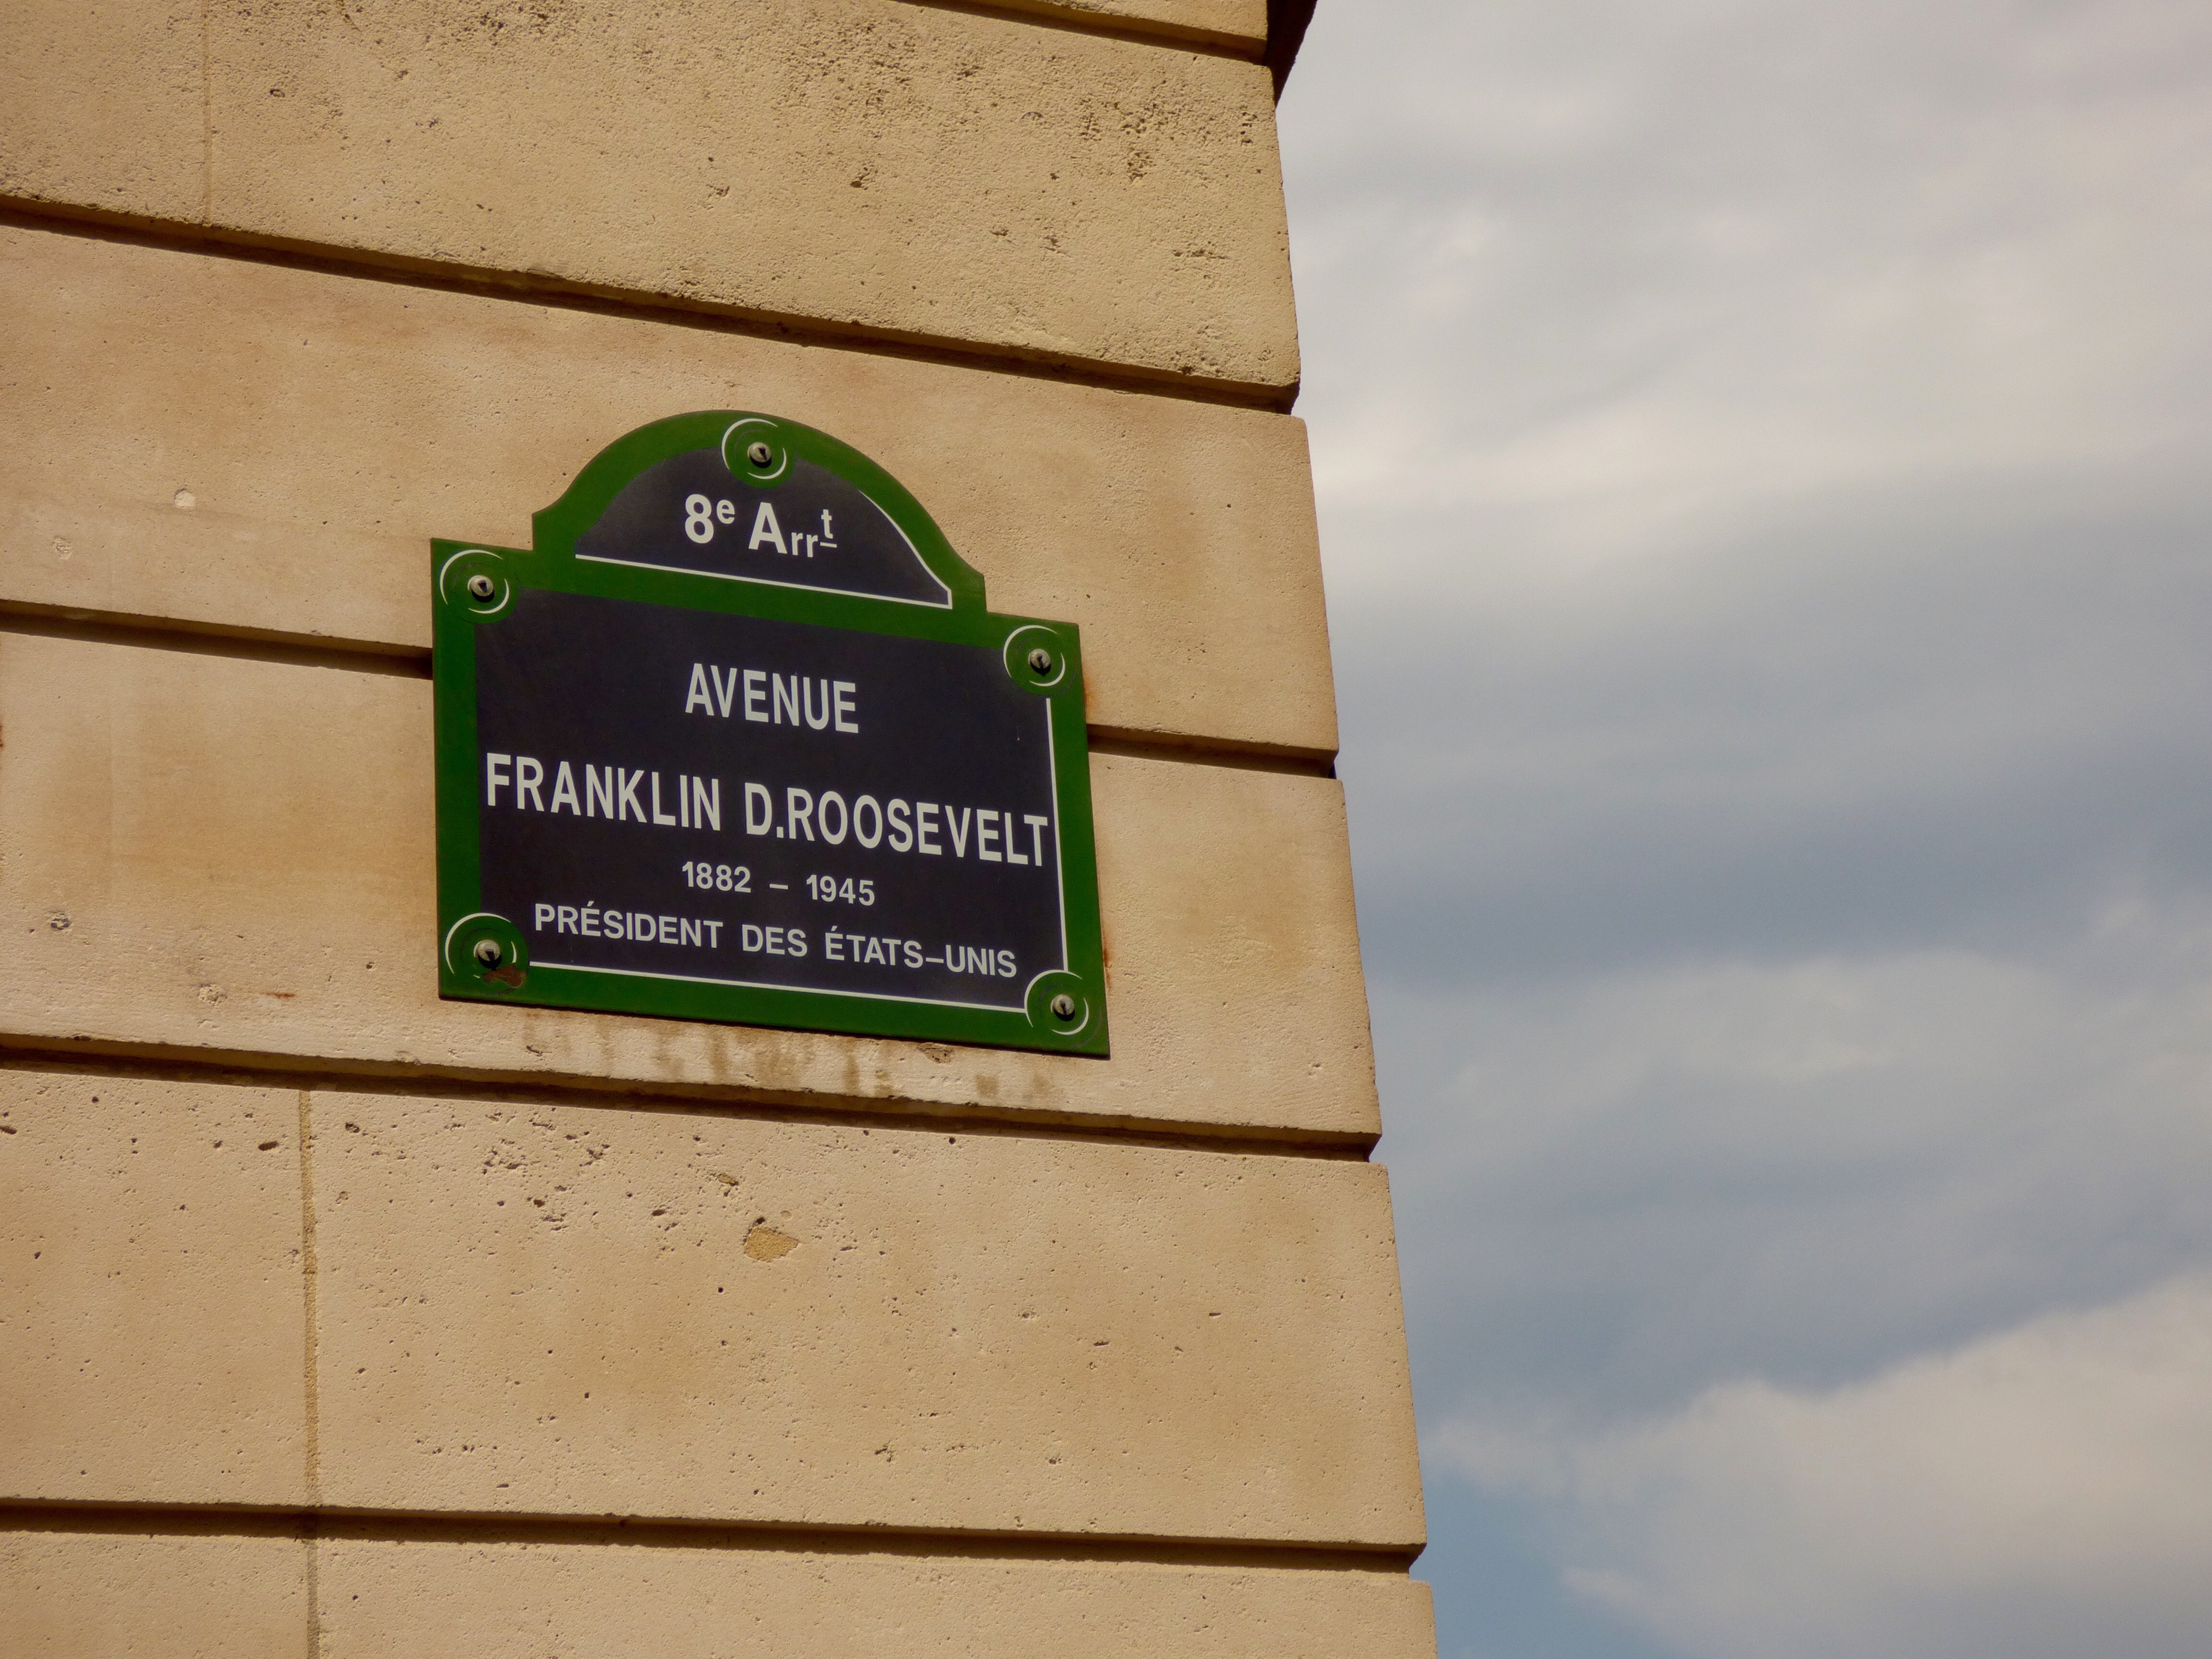 8e Arrt
AVENUE
FRANKLIN D.ROOSEVELT
1882 – 1945
PRÉSIDENT DES ÉTATS–UNIS